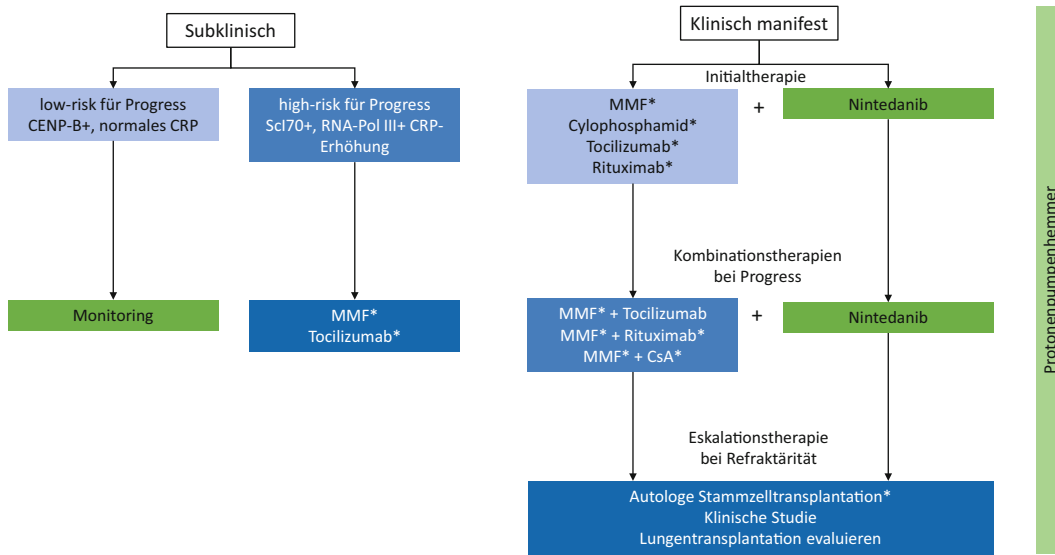 Subklinisch
low-risk für Progress
CENP-B+, normales CRP
high-risk für Progress
Scl70+, RNA-Pol III+ CRP-
Erhöhung
Monitoring
MMF*
Tocilizumab*
Klinisch manifest
Initialtherapie
MMF*
Cylophosphamid*
Tocilizumab*
Rituximab*
+
Nintedanib
Kombinationstherapien
bei Progress
MMF* + Tocilizumab
MMF* + Rituximab*
MMF* + CsA*
+
Nintedanib
Eskalationstherapie
bei Refraktärität
Autologe Stammzelltransplantation*
Klinische Studie
Lungentransplantation evaluieren
Protonenpumpenhemmer